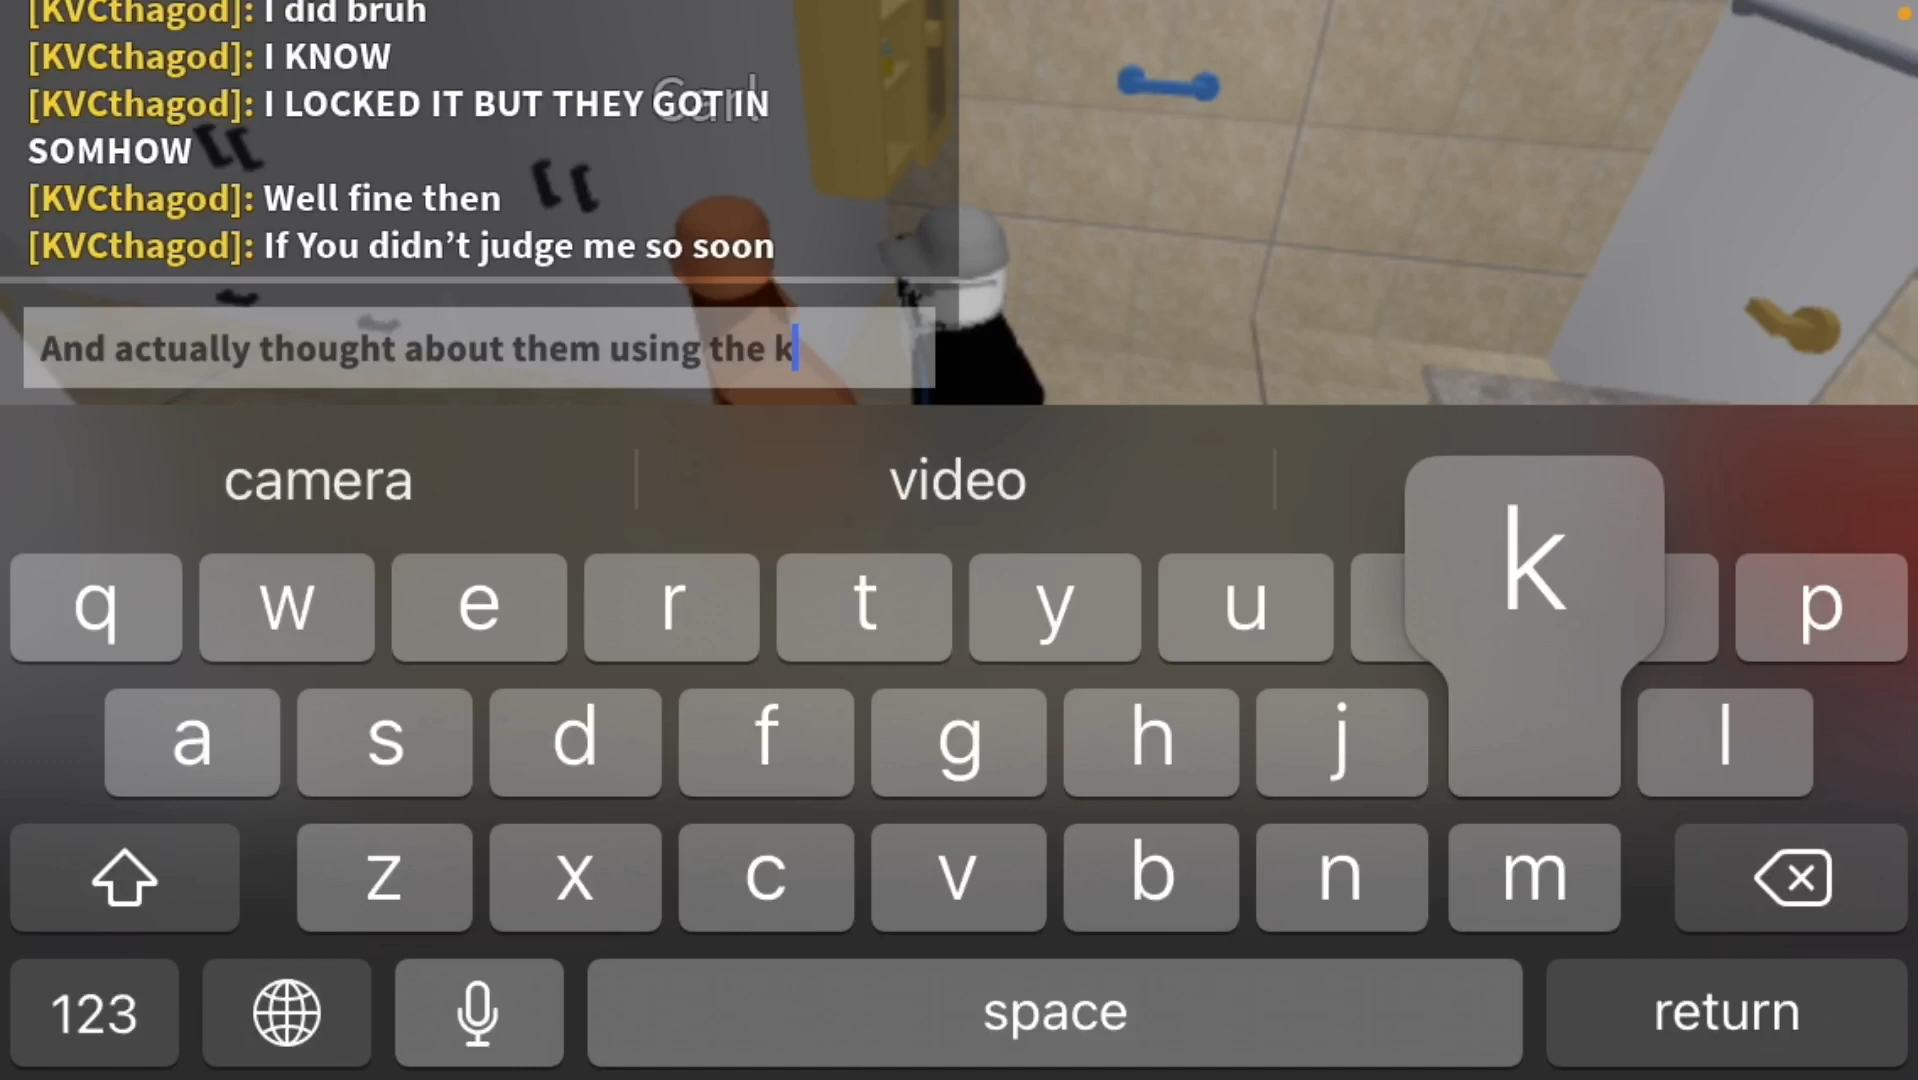 [KVCthagod]: I did bruh
[KVCthagod]: I KNOW
[KVCthagod]: I LOCKED IT BUT THEY GOT IN
SOMHOW
Carl
[KVCthagod]: Well fine then
[KVCthagod]: If You didn’t judge me so soon
And actually thought about them using the k
camera video
k
q w e r t y u p
a s d f g h j l
z x c v b n m
123 space return